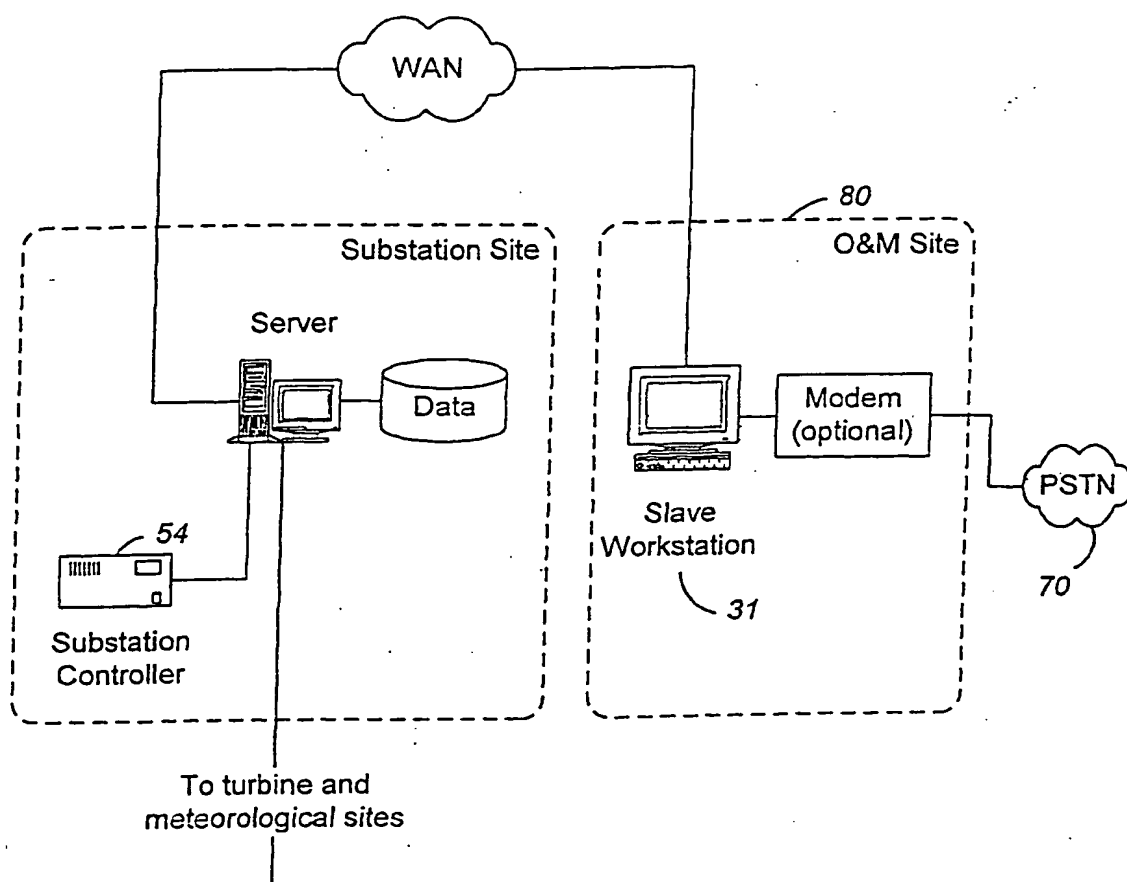 WAN
80
Substation Site
O&M Site
Server
Data
Modem
(optional)
PSTN
Slave
Workstation
54
31
70
Substation
Controller
To turbine and
meteorological sites